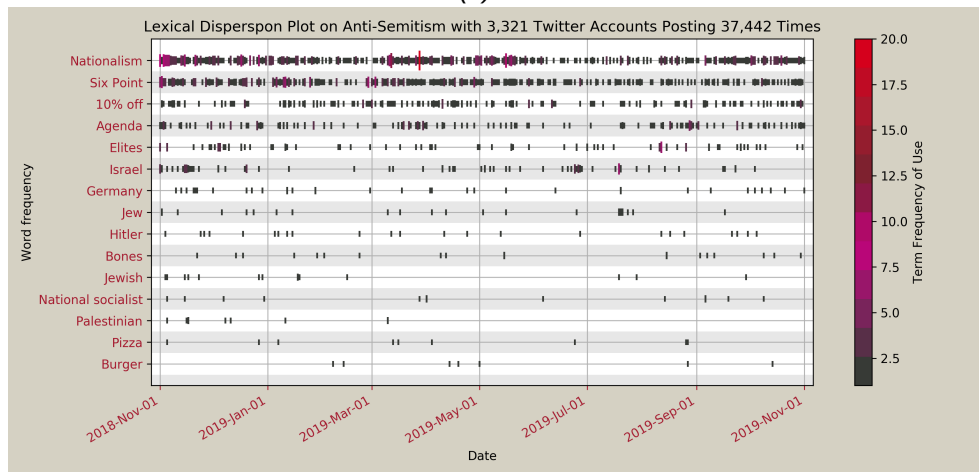 Lexical Disperspon Plot on Anti-Semitism with 3,321 Twitter Accounts Posting 37,442 Times
Word frequency
Nationalism
Six Point
10% off
Agenda
Elites
Israel
Germany
Jew
Hitler
Bones
Jewish
National socialist
Palestinian
Pizza
Burger
2018-Nov-01
2019-Jan-01
2019-Mar-01
2019-May-01
2019-Jul-01
2019-Sep-01
2019-Nov-01
Date
20.0
17.5
15.0
12.5
10.0
7.5
5.0
2.5
Term Frequency of Use